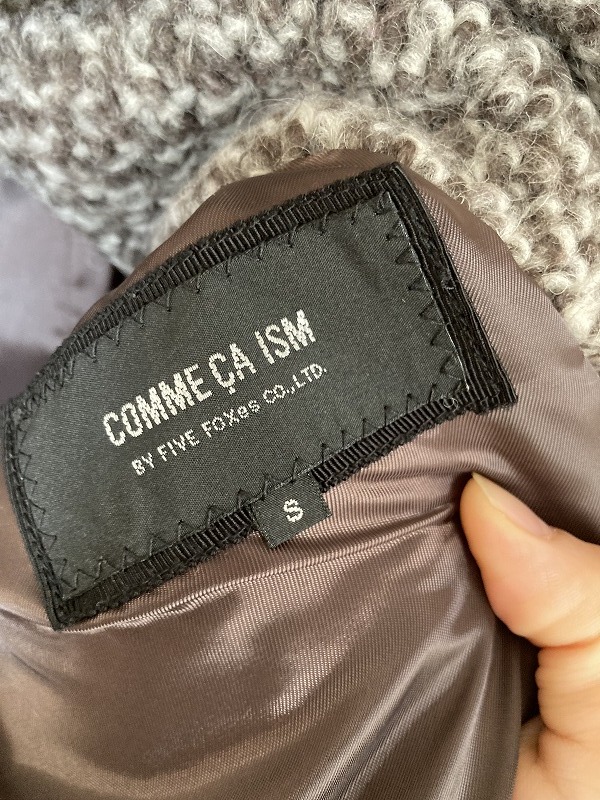 COMME ÇA ISM
BY FIVE FOXes CO.,LTD.
S